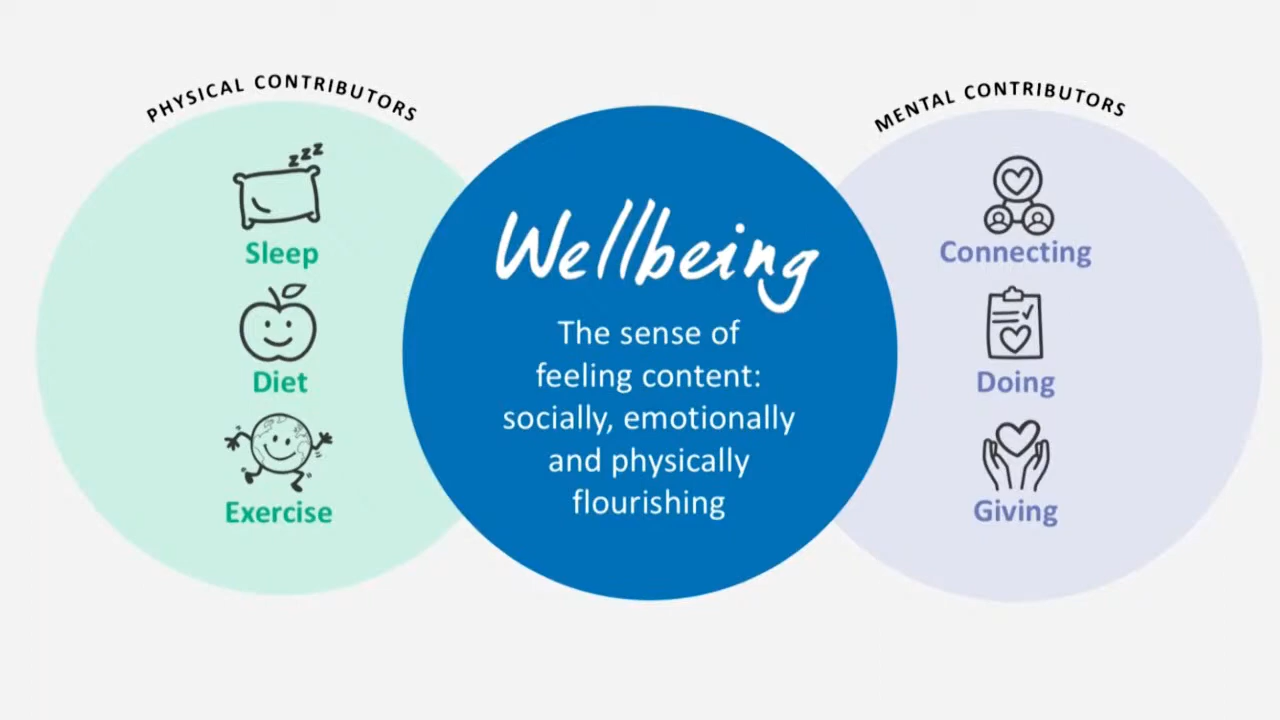 PHYSICAL CONTRIBUTORS
zzz
Sleep
Diet
Exercise
Wellbeing
The sense of
feeling content:
socially, emotionally
and physically
flourishing
MENTAL CONTRIBUTORS
Connecting
Doing
Giving